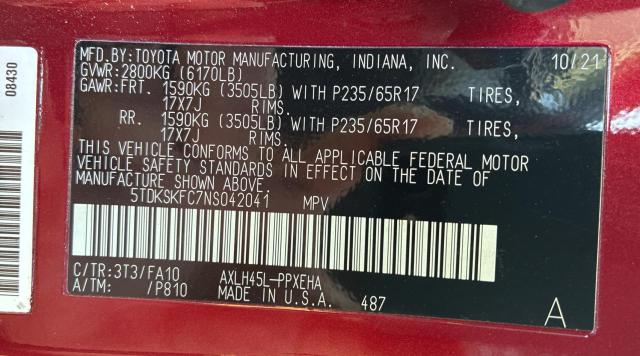 MFD.BY:TOYOTA MOTOR MANUFACTURING, INDIANA, INC. 10/21
GVWR:2800KG (6170LB)
GAWR:FRT. 1590KG (3505LB) WITH P235/65R17 TIRES,
17X7J RIMS.
RR. 1590KG (3505LB) WITH P235/65R17 TIRES,
17X7J RIMS.
THIS VEHICLE CONFORMS TO ALL APPLICABLE FEDERAL MOTOR
VEHICLE SAFETY STANDARDS IN EFFECT ON THE DATE OF
MANUFACTURE SHOWN ABOVE.
5TDKSKFC7NS042041 MPV
C/TR:3T3/FA10 AXLH45L-PPXEHA
A/TM: /P810 MADE IN U.S.A. 487 A
08430